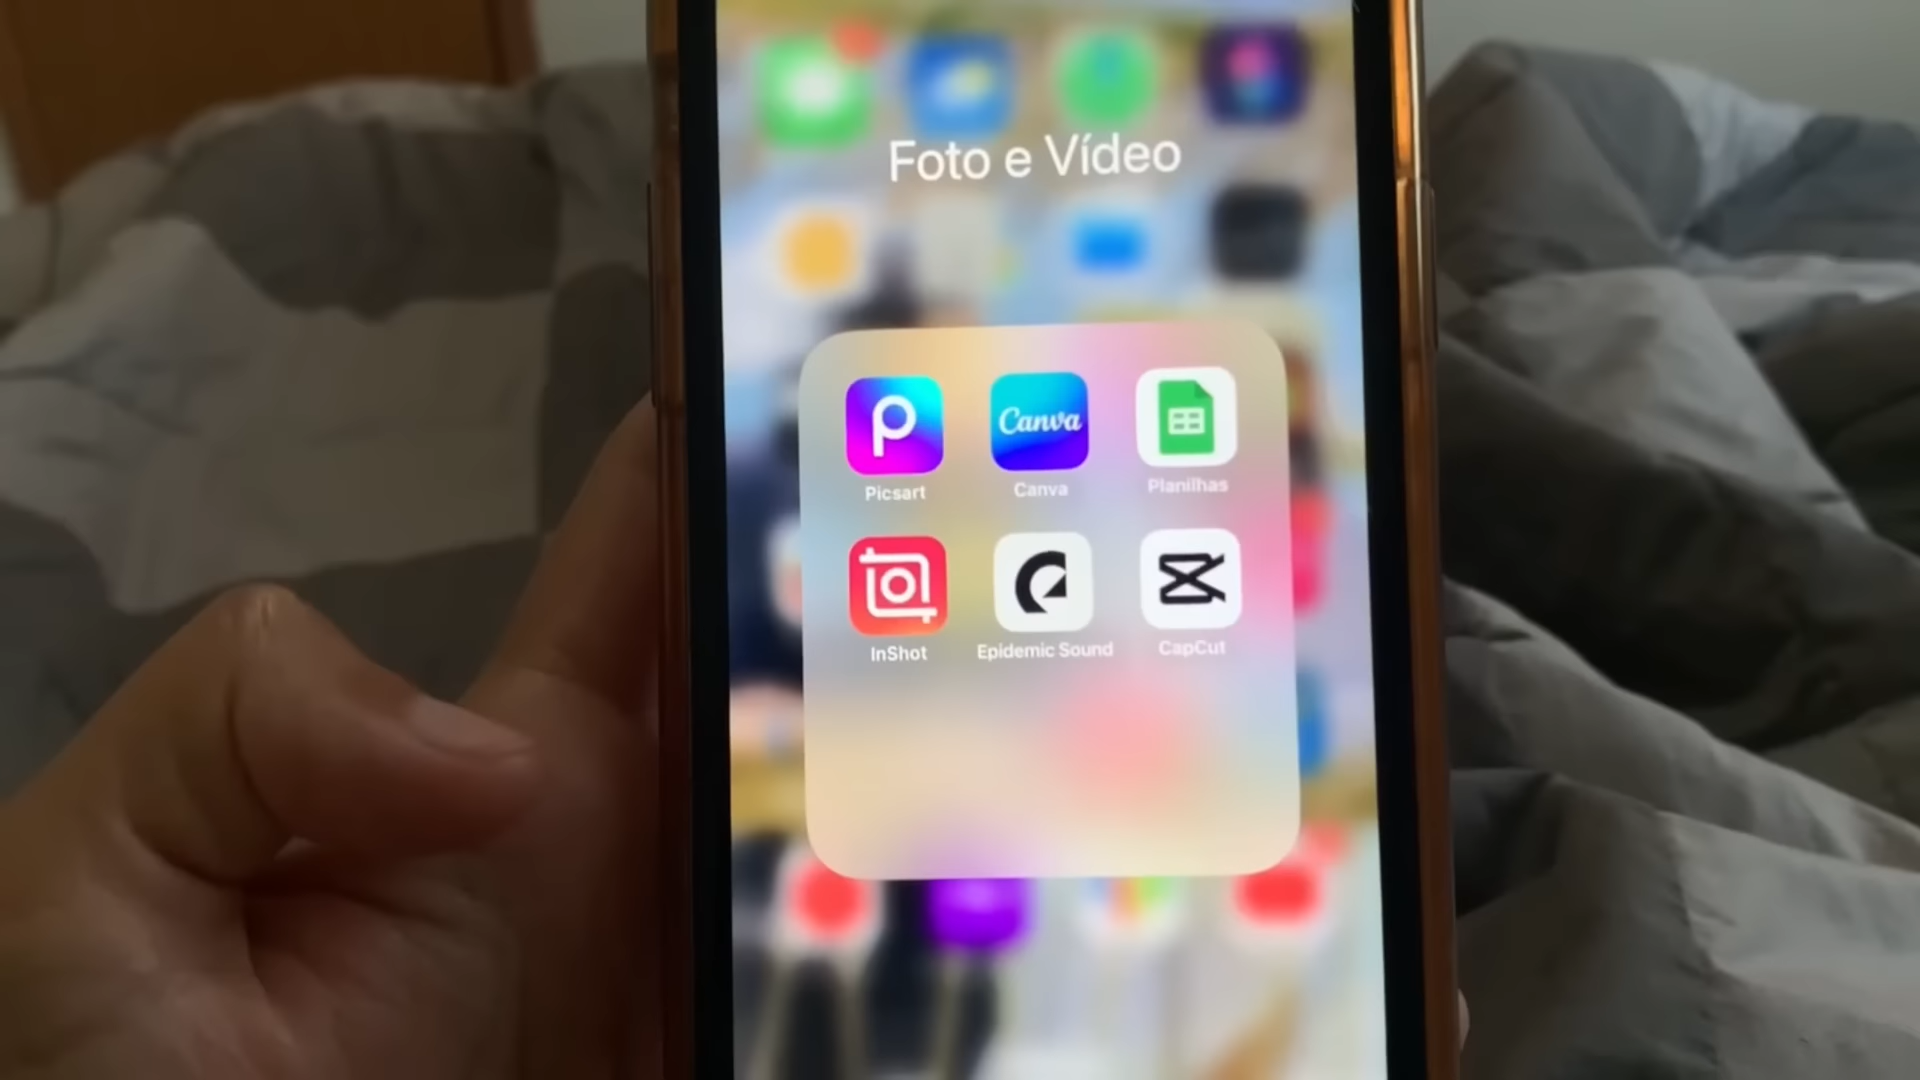 Foto e Vídeo
Canva
Picsart
Canva
Planilhas
InShot
Epidemic Sound
CapCut